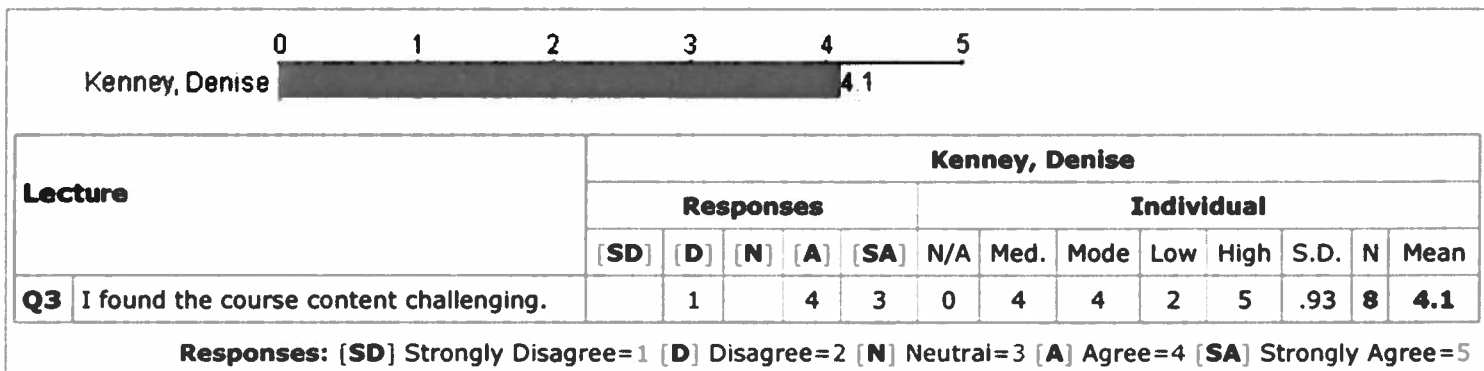 0 1 2 3 4 5
Kenney, Denise 4.1
Lecture Kenney, Denise
Responses Individual
[SD] [D] [N] [A] [SA] N/A Med. Mode Low High S.D. N Mean
Q3 I found the course content challenging. 1 4 3 0 4 4 2 5 .93 8 4.1
Responses: [SD] Strongly Disagree=1 [D] Disagree=2 [N] Neutral=3 [A] Agree=4 [SA] Strongly Agree=5